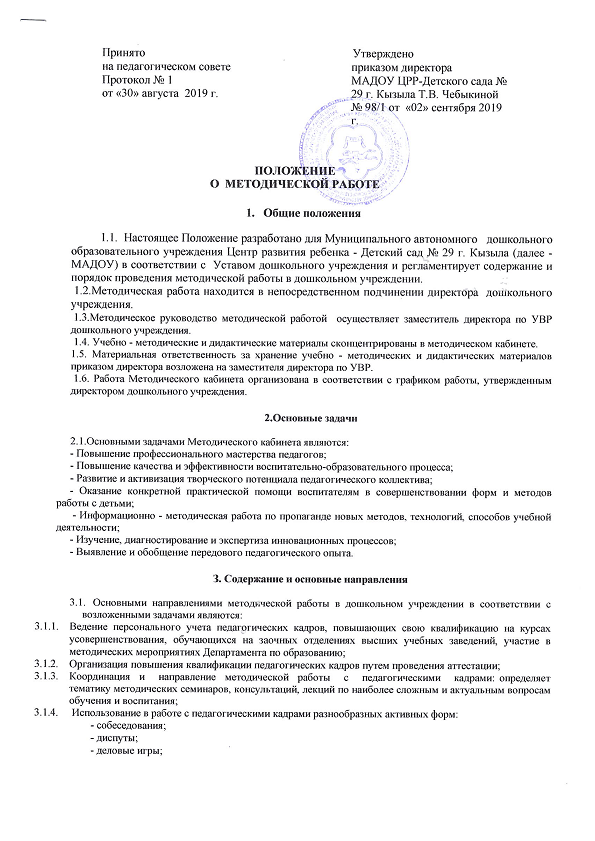 Принято
на педагогическом совете
Протокол № 1
от «30» августа 2019 г.
Утверждено
приказом директора
МАДОУ ЦРР-Детского сада №
29 г. Кызыла Т.В. Чебыкиной
№ 98/1 от «02» сентября 2019
г.
ПОЛОЖЕНИЕ
О МЕТОДИЧЕСКОЙ РАБОТЕ
1. Общие положения
1.1. Настоящее Положение разработано для Муниципального автономного дошкольного
образовательного учреждения Центр развития ребенка - Детский сад № 29 г. Кызыла (далее -
МАДОУ) в соответствии с Уставом дошкольного учреждения и регламентирует содержание и
порядок проведения методической работы в дошкольном учреждении.
1.2.Методическая работа находится в непосредственном подчинении директора дошкольного
учреждения.
1.3.Методическое руководство методической работой осуществляет заместитель директора по УВР
дошкольного учреждения.
1.4. Учебно - методические и дидактические материалы сконцентрированы в методическом кабинете.
1.5. Материальная ответственность за хранение учебно - методических и дидактических материалов
приказом директора возложена на заместителя директора по УВР.
1.6. Работа Методического кабинета организована в соответствии с графиком работы, утвержденным
директором дошкольного учреждения.
2.Основные задачи
2.1.Основными задачами Методического кабинета являются:
- Повышение профессионального мастерства педагогов;
- Повышение качества и эффективности воспитательно-образовательного процесса;
- Развитие и активизация творческого потенциала педагогического коллектива;
- Оказание конкретной практической помощи воспитателям в совершенствовании форм и методов
работы с детьми;
- Информационно - методическая работа по пропаганде новых методов, технологий, способов учебной
деятельности;
- Изучение, диагностирование и экспертиза инновационных процессов;
- Выявление и обобщение передового педагогического опыта.
3. Содержание и основные направления
3.1. Основными направлениями методической работы в дошкольном учреждении в соответствии с
возложенными задачами являются:
3.1.1. Ведение персонального учета педагогических кадров, повышающих свою квалификацию на курсах
усовершенствования, обучающихся на заочных отделениях высших учебных заведений, участие в
методических мероприятиях Департамента по образованию;
3.1.2. Организация повышения квалификации педагогических кадров путем проведения аттестации;
3.1.3. Координация и направление методической работы с педагогическими кадрами: определяет
тематику методических семинаров, консультаций, лекций по наиболее сложным и актуальным вопросам
обучения и воспитания;
3.1.4. Использование в работе с педагогическими кадрами разнообразных активных форм:
- собеседования;
- диспуты;
- деловые игры;